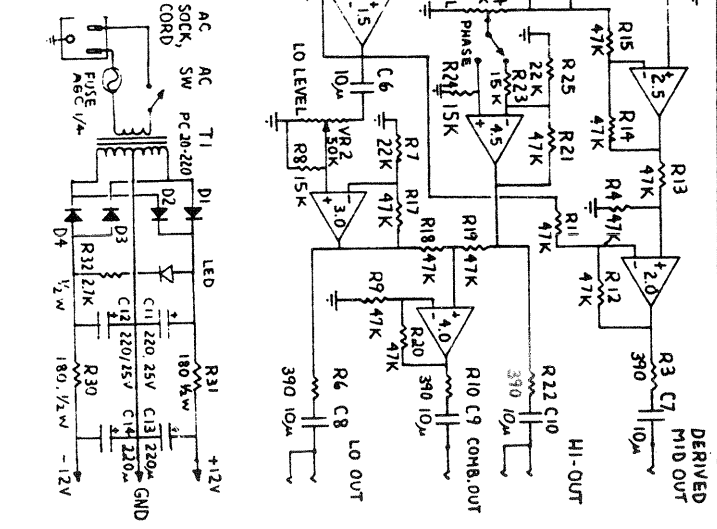 AC
SOCK,
CORD
AC
SW
FUSE
AGC 1/4
T1
PC 20-220
D1
D2
D3
D4
LED
R32 2.7K
1/2 W
C11
220, 25V
C12
220/25V
R31
180 1/2 W
R30
180, 1/2 W
C13
220µ
C14
220µ
+12V
GND
-12V
1.5
C6
10µ
LO LEVEL
VR2
50K
R8
15K
R7
22K
R17
47K
3.0
+
-
R18
47K
R19
47K
R9
47K
4.0
+
-
R20
47K
R6
390
C8
10µ
LO OUT
R10
390
C9
10µ
COMB. OUT
L
PHASE
R24
15K
R23
15K
R25
22K
R21
47K
4.5
+
-
R22
390
C10
10µ
HI-OUT
R15
47K
2.5
+
-
R14
47K
R13
47K
R4
47K
R11
47K
2.0
+
-
R12
47K
R3
390
C7
10µ
DERIVED
MID OUT